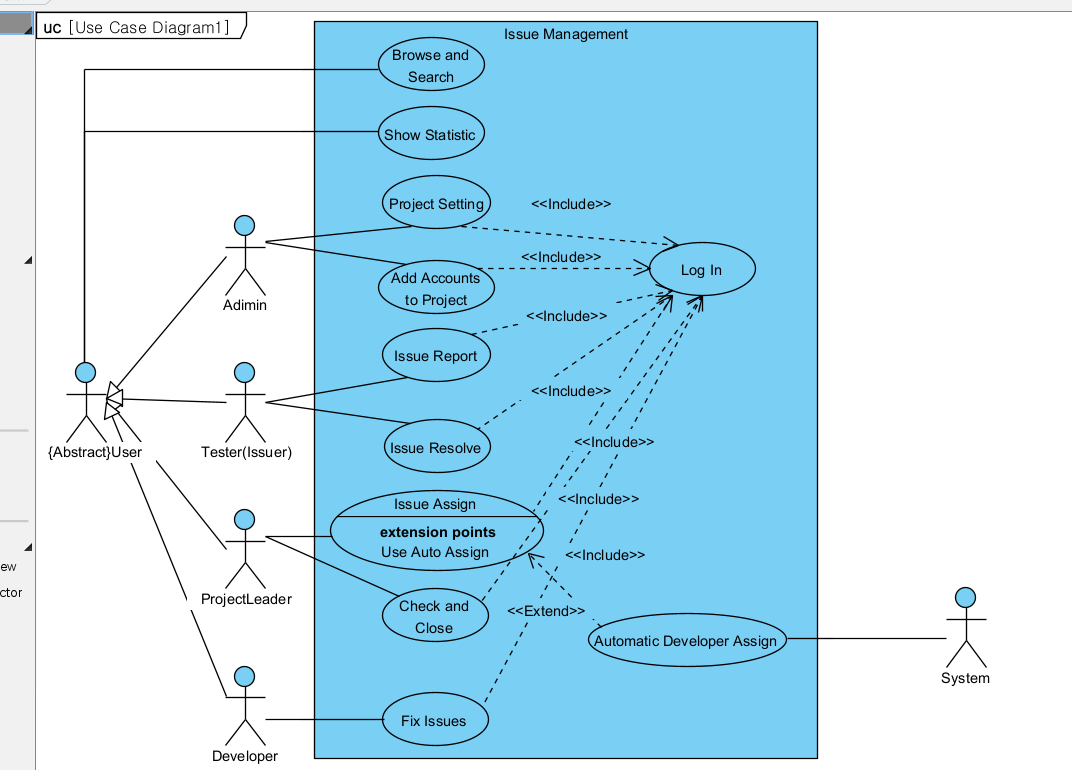 uc [Use Case Diagram1]
Issue Management
Browse and
Search
Show Statistic
Project Setting
<<Include>>
Add Accounts
to Project
<<Include>>
Log In
Adimin
Issue Report
<<Include>>
{Abstract}User
Tester(Issuer)
Issue Resolve
<<Include>>
<<Include>>
Issue Assign
extension points
Use Auto Assign
<<Include>>
<<Include>>
ProjectLeader
Check and
Close
<<Extend>>
Automatic Developer Assign
System
Developer
Fix Issues
ew
ctor